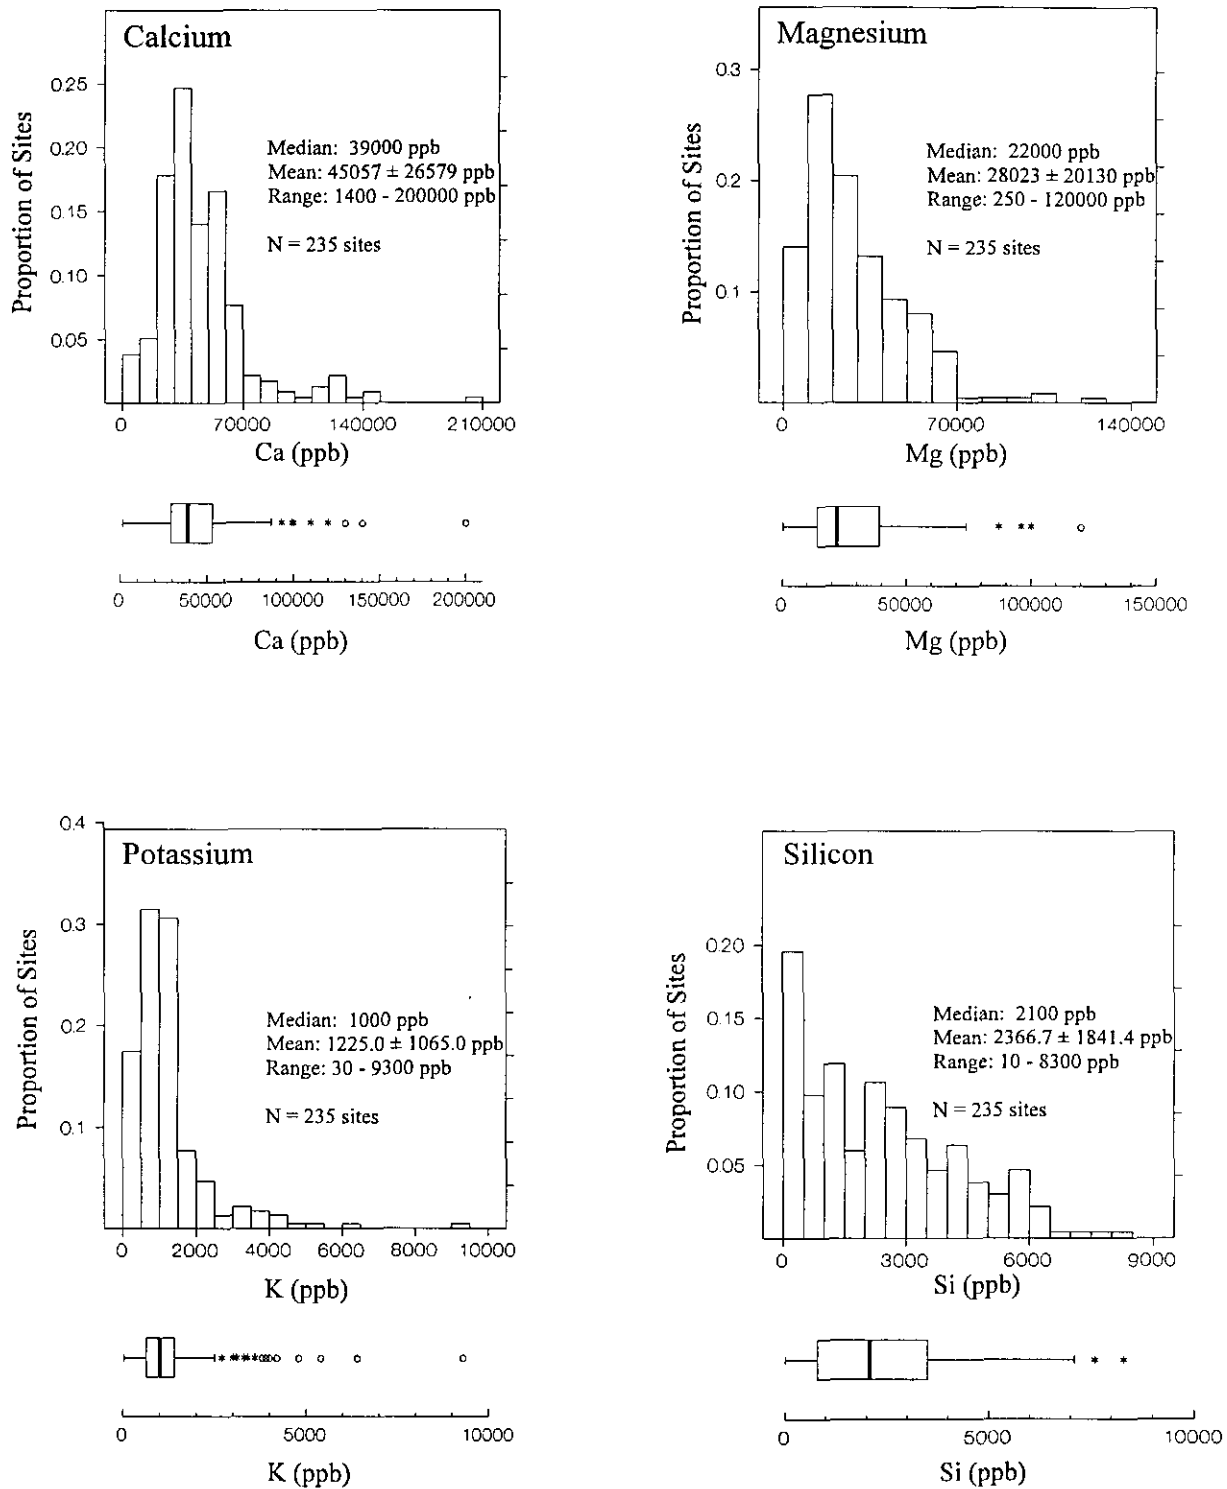 Calcium
Proportion of Sites
0.25
0.20
0.15
0.10
0.05
Median: 39000 ppb
Mean: 45057 ± 26579 ppb
Range: 1400 - 200000 ppb
N = 235 sites
0 70000 140000 210000
Ca (ppb)
0 50000 100000 150000 200000
Ca (ppb)
Magnesium
Proportion of Sites
0.3
0.2
0.1
Median: 22000 ppb
Mean: 28023 ± 20130 ppb
Range: 250 - 120000 ppb
N = 235 sites
0 70000 140000
Mg (ppb)
0 50000 100000 150000
Mg (ppb)
Potassium
Proportion of Sites
0.4
0.3
0.2
0.1
Median: 1000 ppb
Mean: 1225.0 ± 1065.0 ppb
Range: 30 - 9300 ppb
N = 235 sites
0 2000 4000 6000 8000 10000
K (ppb)
0 5000 10000
K (ppb)
Silicon
Proportion of Sites
0.20
0.15
0.10
0.05
Median: 2100 ppb
Mean: 2366.7 ± 1841.4 ppb
Range: 10 - 8300 ppb
N = 235 sites
0 3000 6000 9000
Si (ppb)
0 5000 10000
Si (ppb)